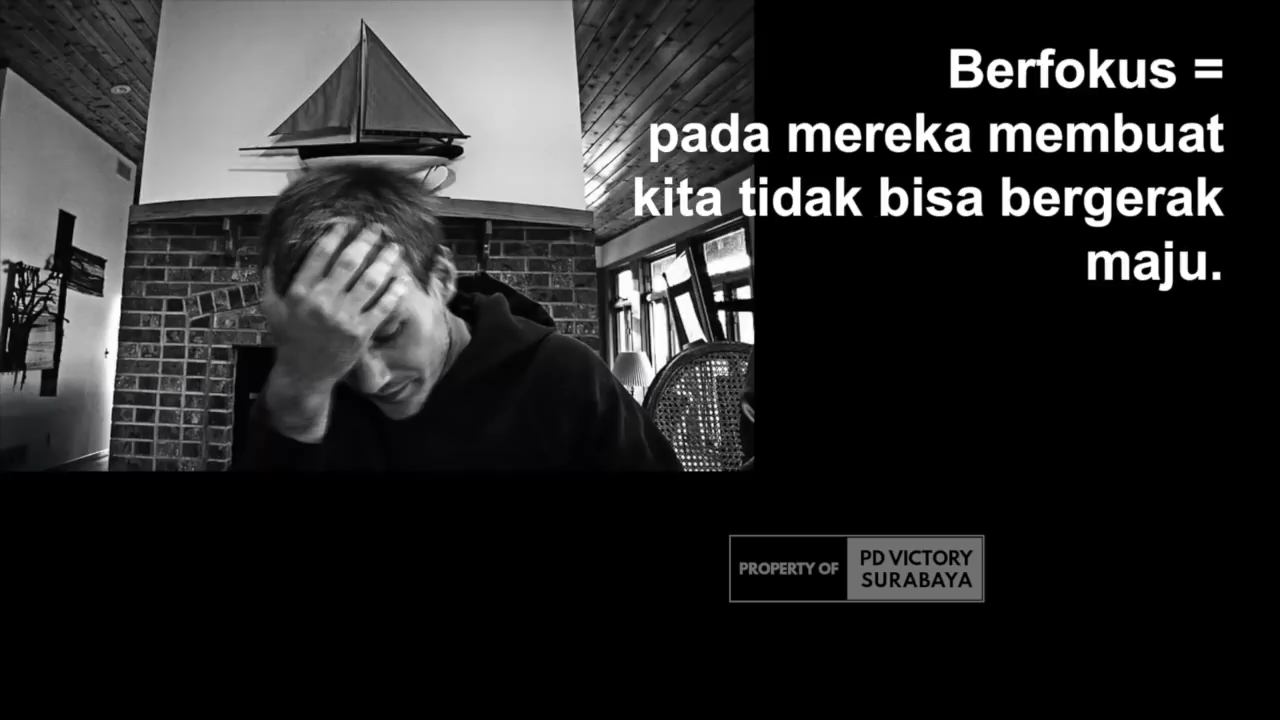 Berfokus =
pada mereka membuat
kita tidak bisa bergerak
maju.
PROPERTY OF
PD VICTORY
SURABAYA